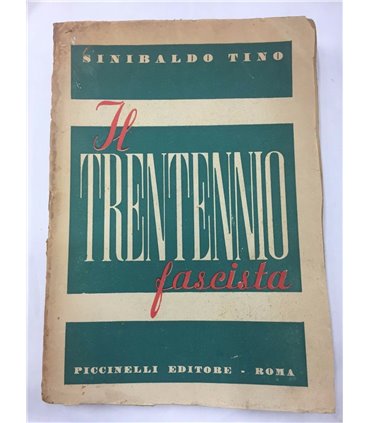 SINIBALDO TINO
Il
TRENTENNIO
fascista
PICCINELLI EDITORE - ROMA